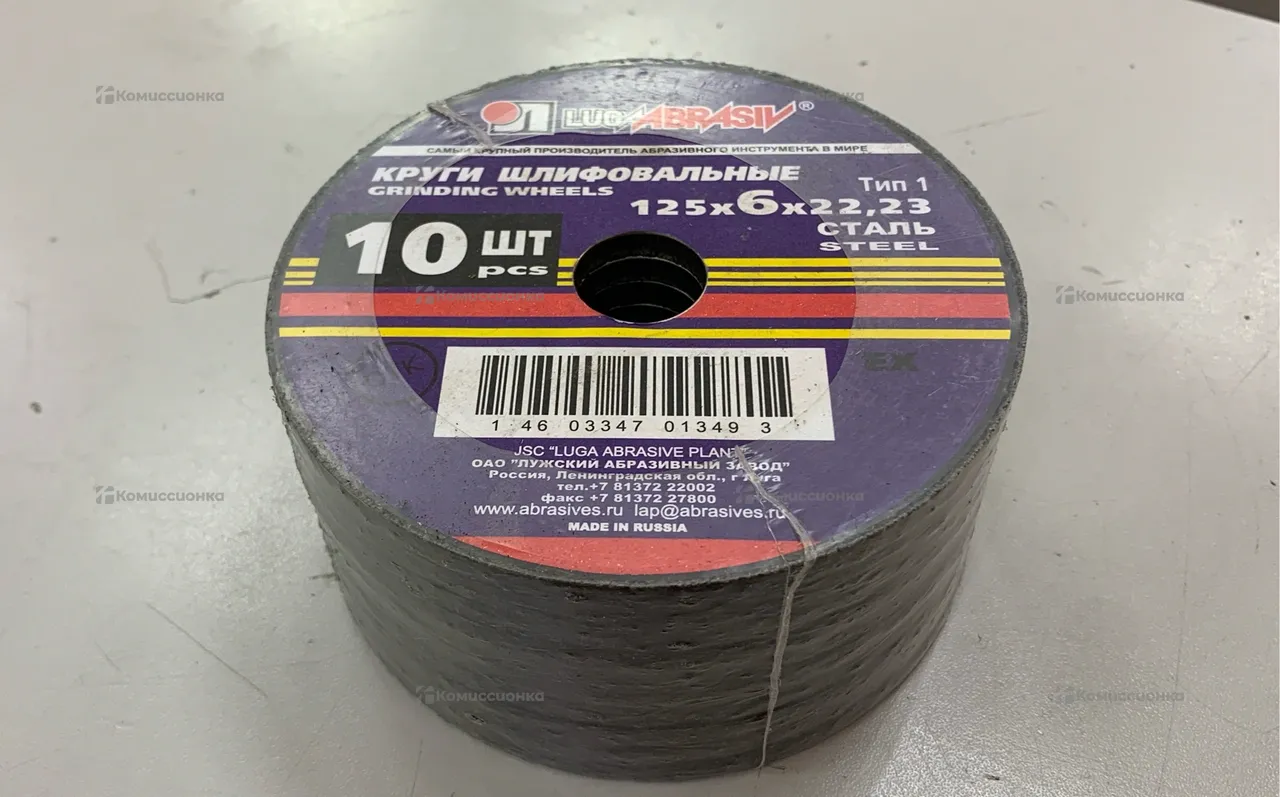 LUGAABRASIV®
САМЫЙ КРУПНЫЙ ПРОИЗВОДИТЕЛЬ АБРАЗИВНОГО ИНСТРУМЕНТА В МИРЕ
КРУГИ ШЛИФОВАЛЬНЫЕ
GRINDING WHEELS
Тип 1
125x6x22,23
СТАЛЬ
STEEL
10 ШТ
pcs
EX
1 46 03347 01349 3
JSC "LUGA ABRASIVE PLANT"
ОАО "ЛУЖСКИЙ АБРАЗИВНЫЙ ЗАВОД"
Россия, Ленинградская обл., г Луга
тел.+7 81372 22002
факс +7 81372 27800
www.abrasives.ru lap@abrasives.ru
MADE IN RUSSIA
Комиссионка
Комиссионка
Комиссионка
Комиссионка
Комиссионка
Комиссионка
Комиссионка
Комиссионка